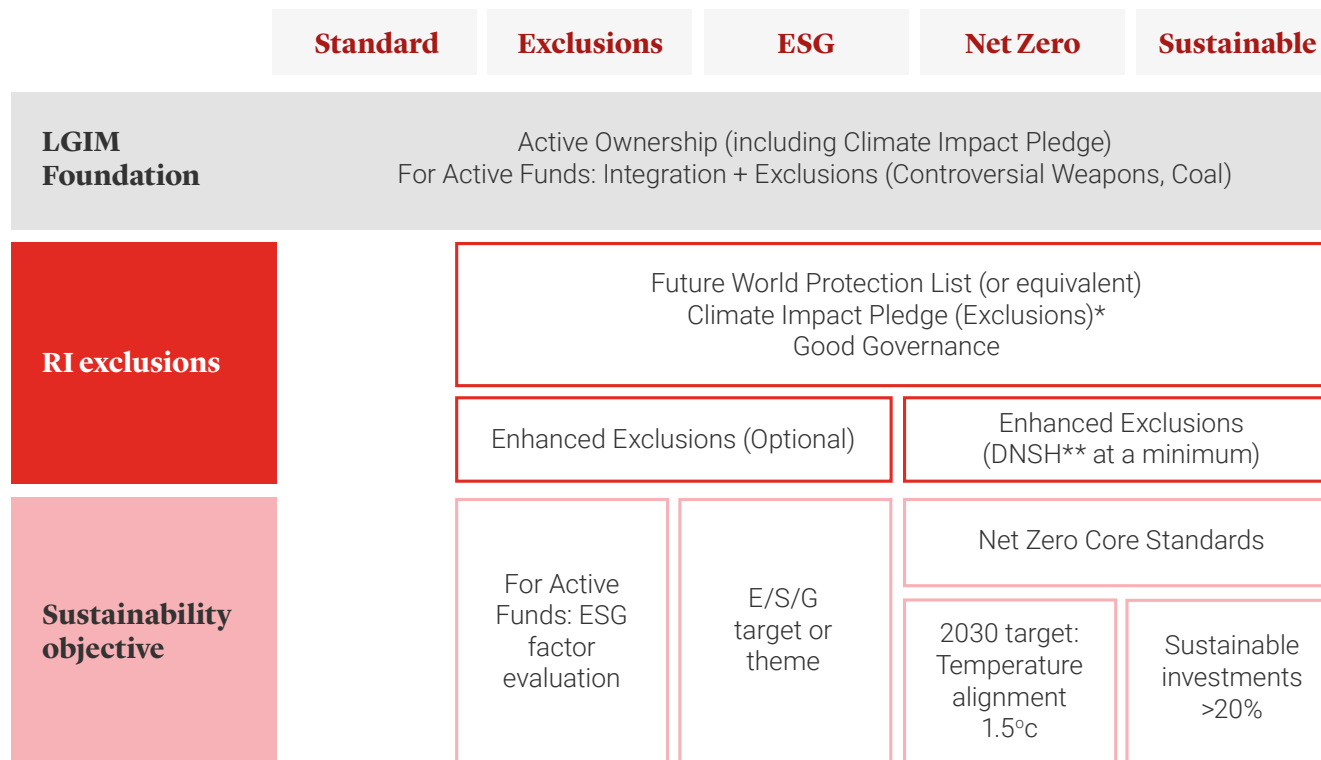 Standard Exclusions ESG Net Zero Sustainable
LGIM
Foundation
Active Ownership (including Climate Impact Pledge)
For Active Funds: Integration + Exclusions (Controversial Weapons, Coal)
RI exclusions
Future World Protection List (or equivalent)
Climate Impact Pledge (Exclusions)*
Good Governance
Enhanced Exclusions (Optional)
Enhanced Exclusions
(DNSH** at a minimum)
Sustainability
objective
For Active
Funds: ESG
factor
evaluation
E/S/G
target or
theme
Net Zero Core Standards
2030 target:
Temperature
alignment
1.5°c
Sustainable
investments
>20%